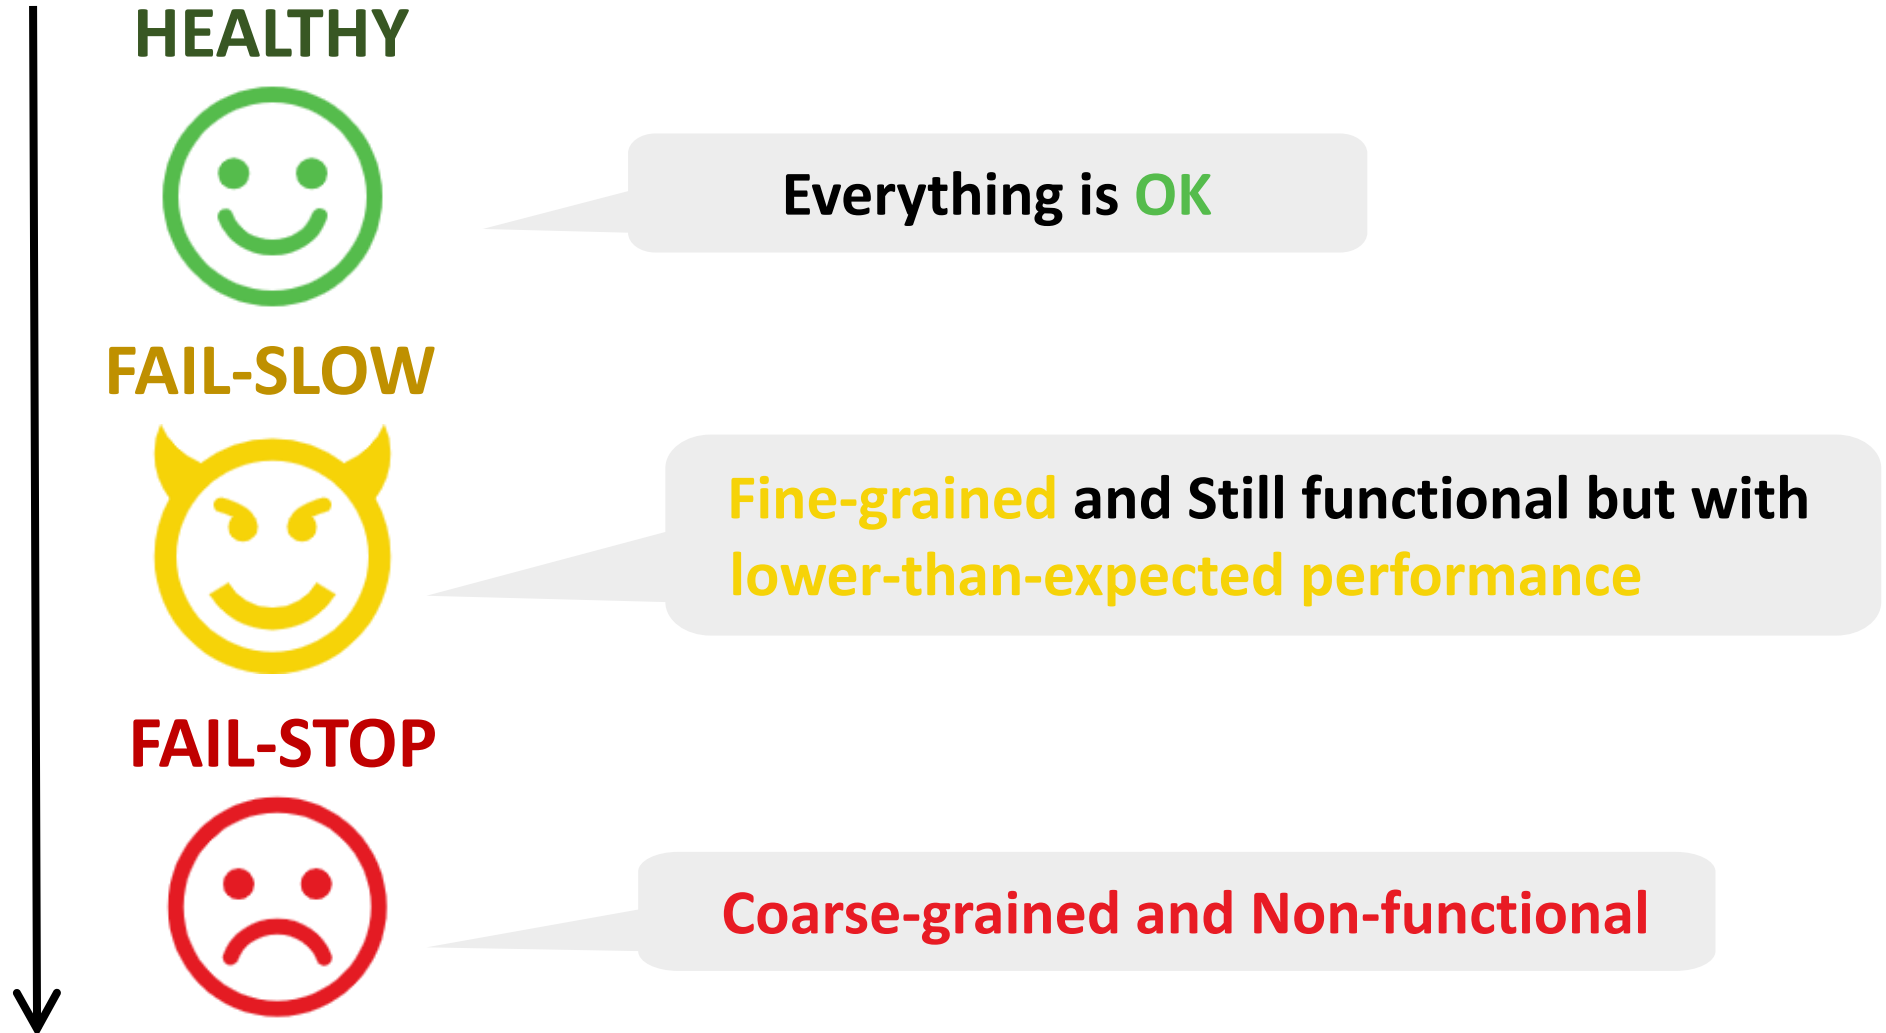 HEALTHY
Everything is OK
FAIL-SLOW
Fine-grained and Still functional but with
lower-than-expected performance
FAIL-STOP
Coarse-grained and Non-functional